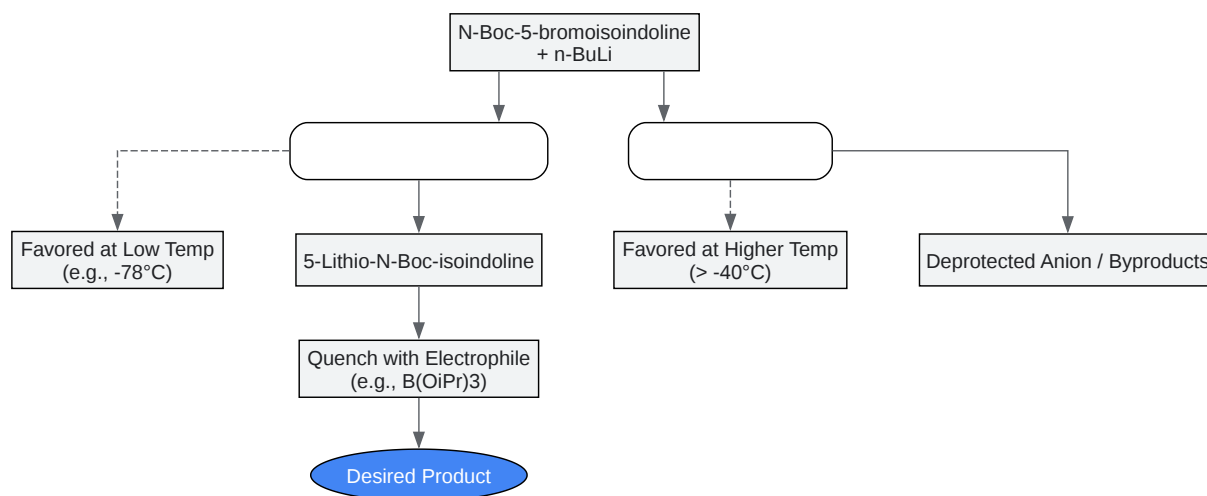 N-Boc-5-bromoisoindoline
+ n-BuLi
Favored at Low Temp
(e.g., -78°C)
5-Lithio-N-Boc-isoindoline
Favored at Higher Temp
(> -40°C)
Deprotected Anion / Byproducts
Quench with Electrophile
(e.g., B(OiPr)3)
Desired Product